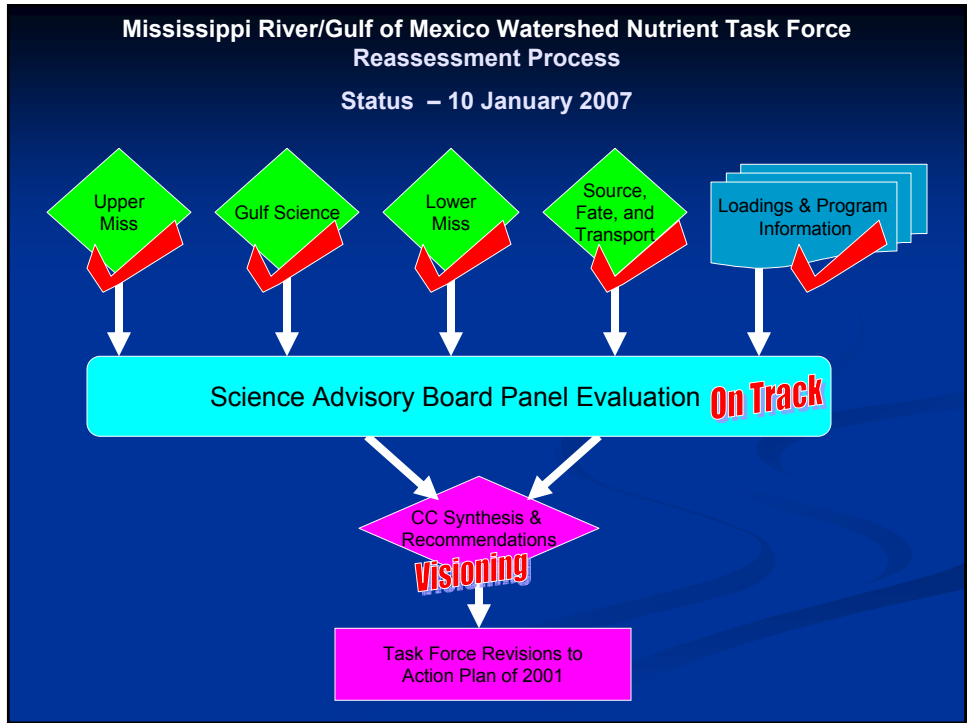 Mississippi River/Gulf of Mexico Watershed Nutrient Task Force
Reassessment Process
Status – 10 January 2007
Upper
Miss
Gulf Science
Lower
Miss
Source,
Fate, and
Transport
Loadings & Program
Information
Science Advisory Board Panel Evaluation
On Track
CC Synthesis &
Recommendations
Visioning
Task Force Revisions to
Action Plan of 2001